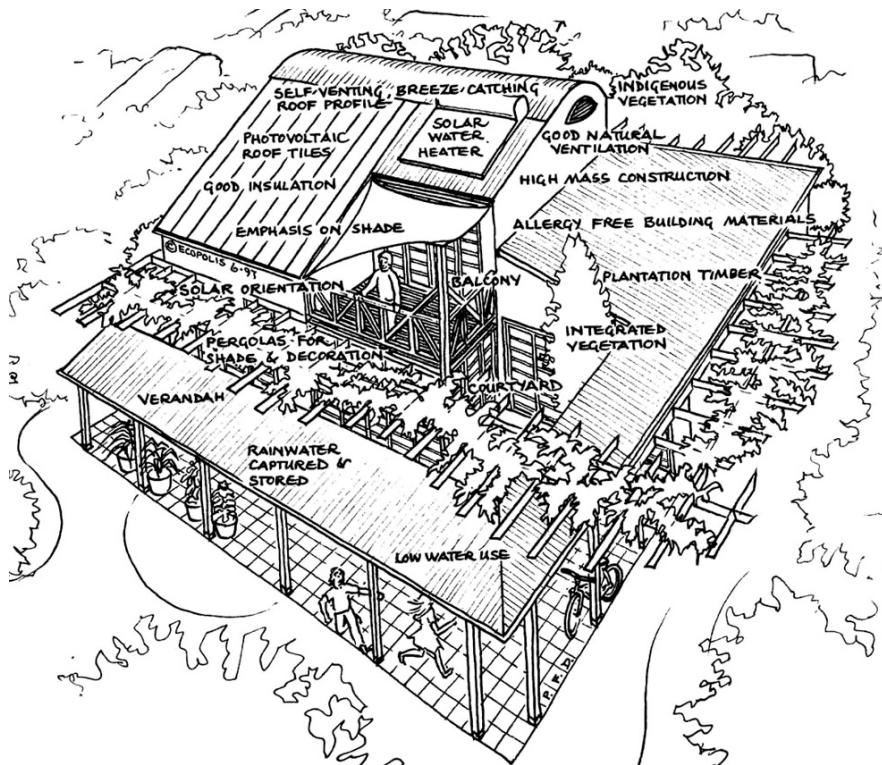 SELF-VENTING, BREEZE-CATCHING
ROOF PROFILE
INDIGENOUS
VEGETATION
PHOTOVOLTAIC
ROOF TILES
SOLAR
WATER
HEATER
GOOD NATURAL
VENTILATION
GOOD INSULATION
HIGH MASS CONSTRUCTION
EMPHASIS ON SHADE
ALLERGY FREE BUILDING MATERIALS
©ECOPOLIS
SOLAR ORIENTATION
BALCONY
PLANTATION TIMBER
PERGOLAS FOR
SHADE & DECORATION
INTEGRATED
VEGETATION
VERANDAH
COURTYARD
RAINWATER
CAPTURED &
STORED
LOW WATER USE
P.F.D.